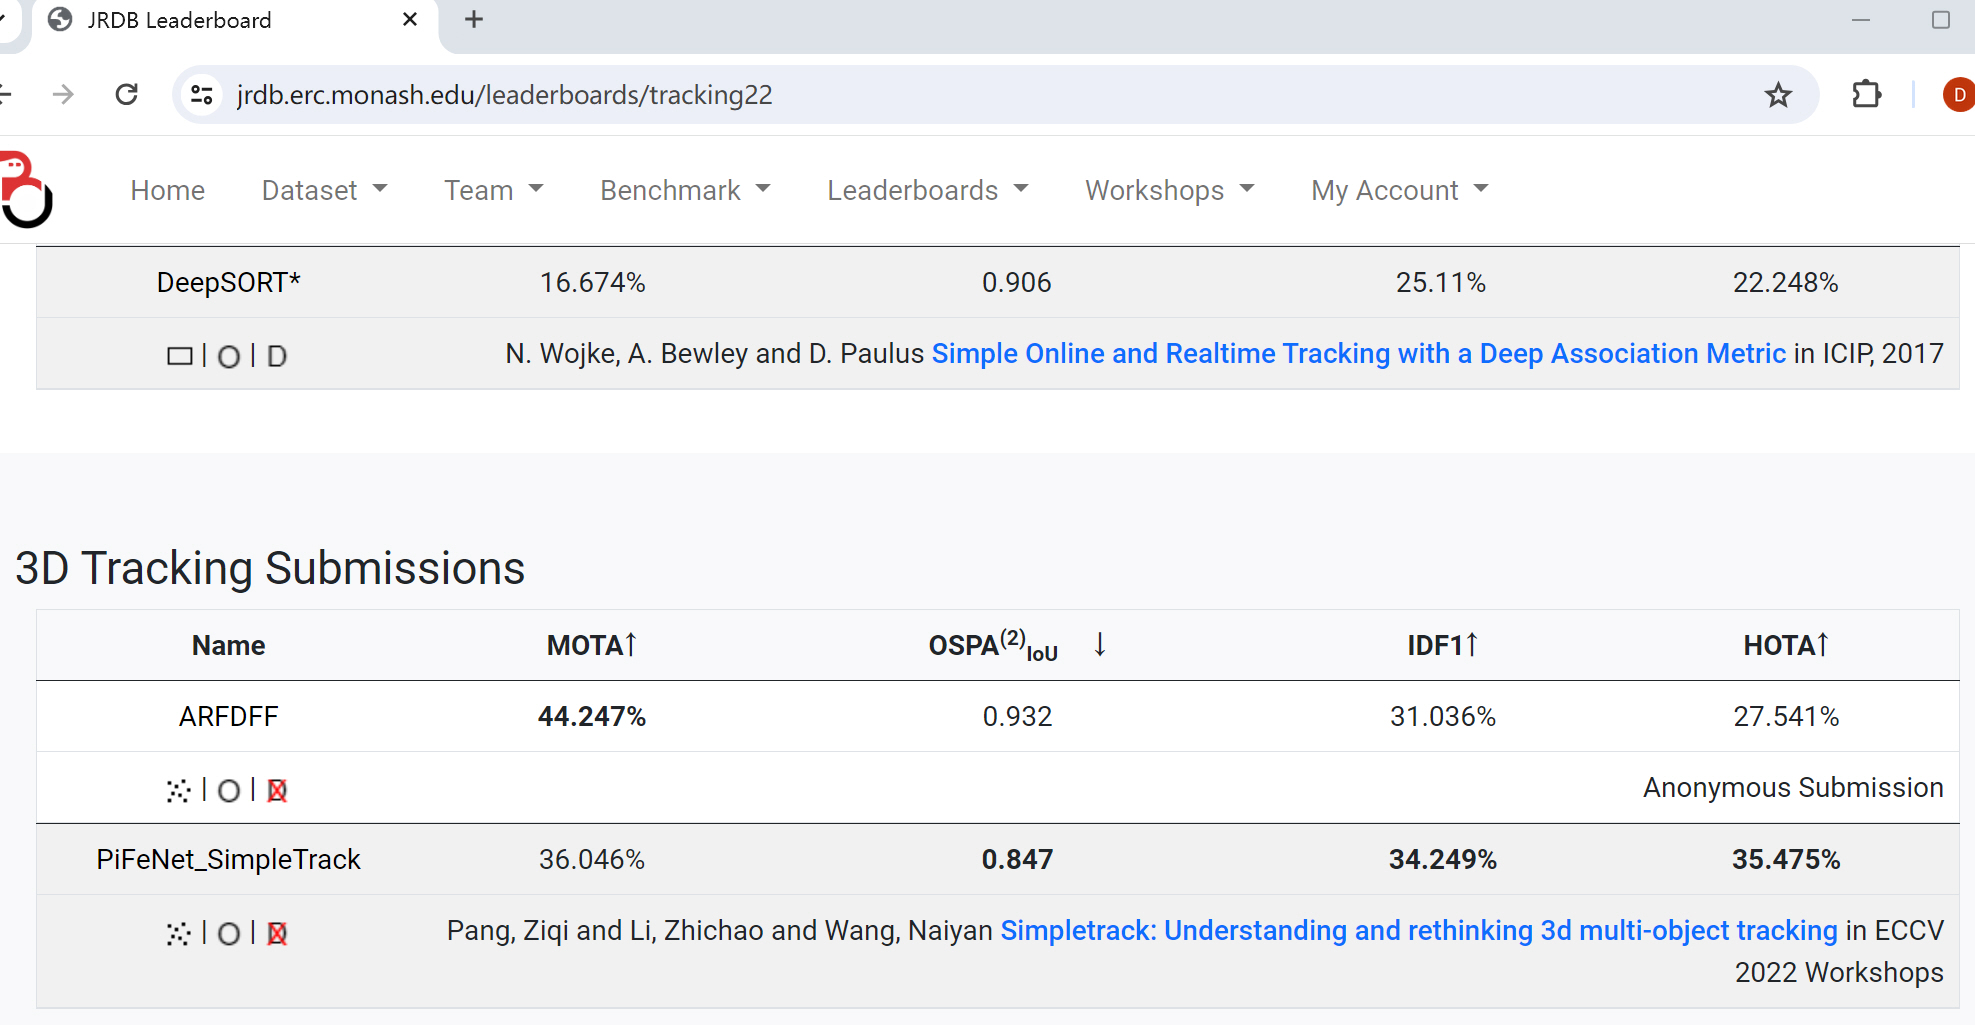 JRDB Leaderboard
jrdb.erc.monash.edu/leaderboards/tracking22
D
Home Dataset Team Benchmark Leaderboards Workshops My Account
DeepSORT* 16.674% 0.906 25.11% 22.248%
| O | D N. Wojke, A. Bewley and D. Paulus Simple Online and Realtime Tracking with a Deep Association Metric in ICIP, 2017
3D Tracking Submissions
Name MOTA↑ OSPA(2)IoU ↓ IDF1↑ HOTA↑
ARFDFF 44.247% 0.932 31.036% 27.541%
| O | D Anonymous Submission
PiFeNet_SimpleTrack 36.046% 0.847 34.249% 35.475%
| O | D Pang, Ziqi and Li, Zhichao and Wang, Naiyan Simpletrack: Understanding and rethinking 3d multi-object tracking in ECCV
2022 Workshops